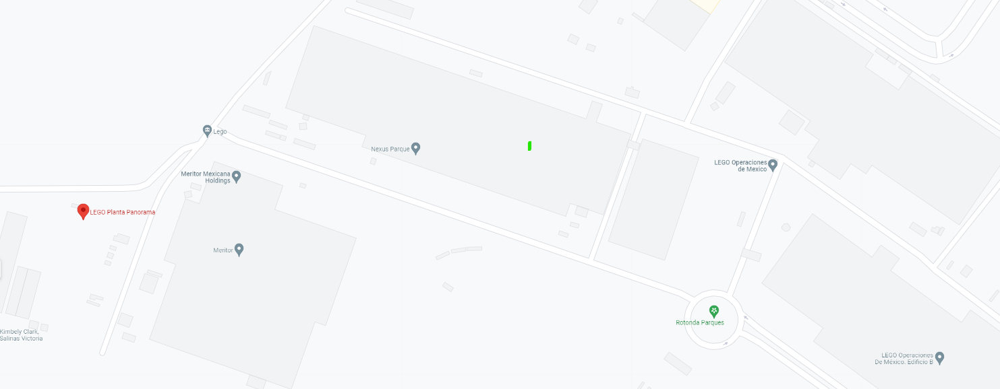 Lego
Nexus Parque
LEGO Operaciones
de Mexico
Meritor Mexicana
Holdings
LEGO Planta Panorama
Meritor
Rotonda Parques
Kimbely Clark,
Salinas Victoria
LEGO Operaciones
De México. Edificio B